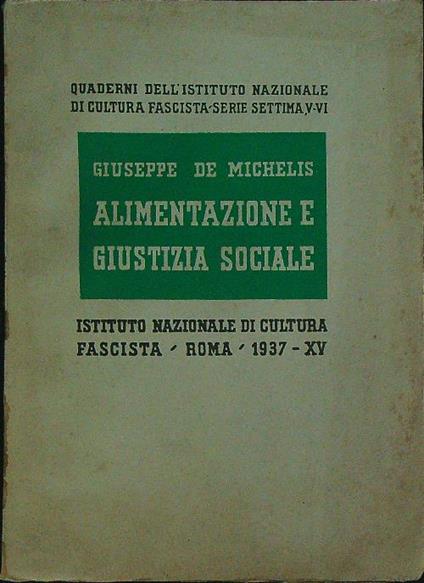 QUADERNI DELL'ISTITUTO NAZIONALE
DI CULTURA FASCISTA-SERIE SETTIMA, V-VI
GIUSEPPE DE MICHELIS
ALIMENTAZIONE E
GIUSTIZIA SOCIALE
ISTITUTO NAZIONALE DI CULTURA
FASCISTA - ROMA - 1937 - XV